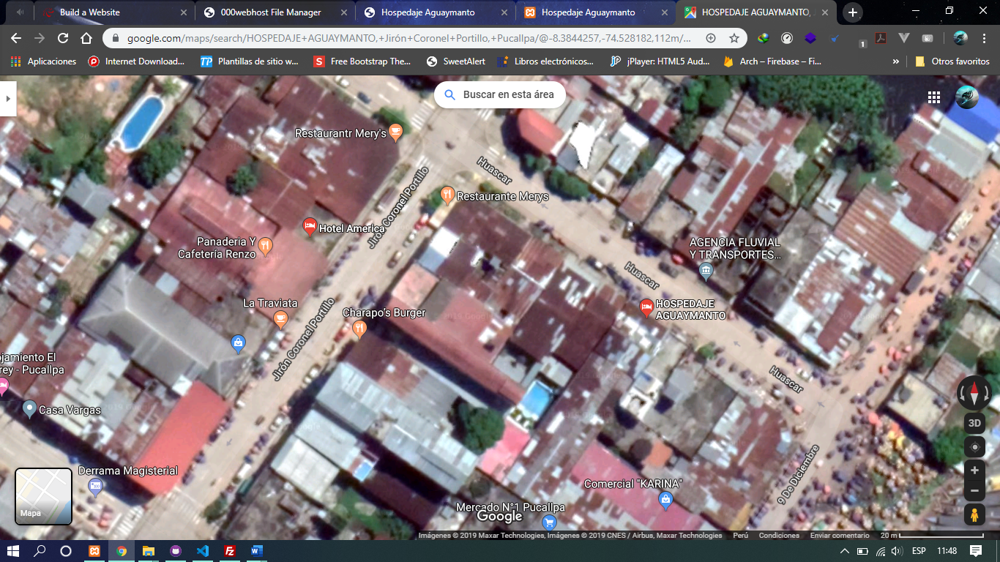 Build a Website
000webhost File Manager
Hospedaje Aguaymanto
Hospedaje Aguaymanto
HOSPEDAJE AGUAYMANTO, J
google.com/maps/search/HOSPEDAJE+AGUAYMANTO,+Jirón+Coronel+Portillo,+Pucallpa/@-8.3844257,-74.528182,112m/...
1
Aplicaciones
Internet Download...
Plantillas de sitio w...
Free Bootstrap The...
SweetAlert
Libros electrónicos...
jPlayer: HTML5 Aud...
Arch – Firebase – Fi...
»
Otros favoritos
Buscar en esta área
Restaurantr Mery's
Huascar
Jirón Coronel Portillo
Restaurante Merys
Hotel America
Panaderia Y
Cafetería Renzo
AGENCIA FLUVIAL
Y TRANSPORTES...
Huascar
HOSPEDAJE
AGUAYMANTO
La Traviata
Charapo's Burger
Jirón Coronel Portillo
ojamiento El
rey - Pucallpa
Huascar
Casa Vargas
3D
Derrama Magisterial
9 De Diciembre
Comercial "KARINA"
Mapa
Mercado N°1 Pucallpa
Google
Imágenes © 2019 Maxar Technologies, Imágenes © 2019 CNES / Airbus, Maxar Technologies
Perú
Condiciones
Enviar comentario
20 m
ESP
11:48